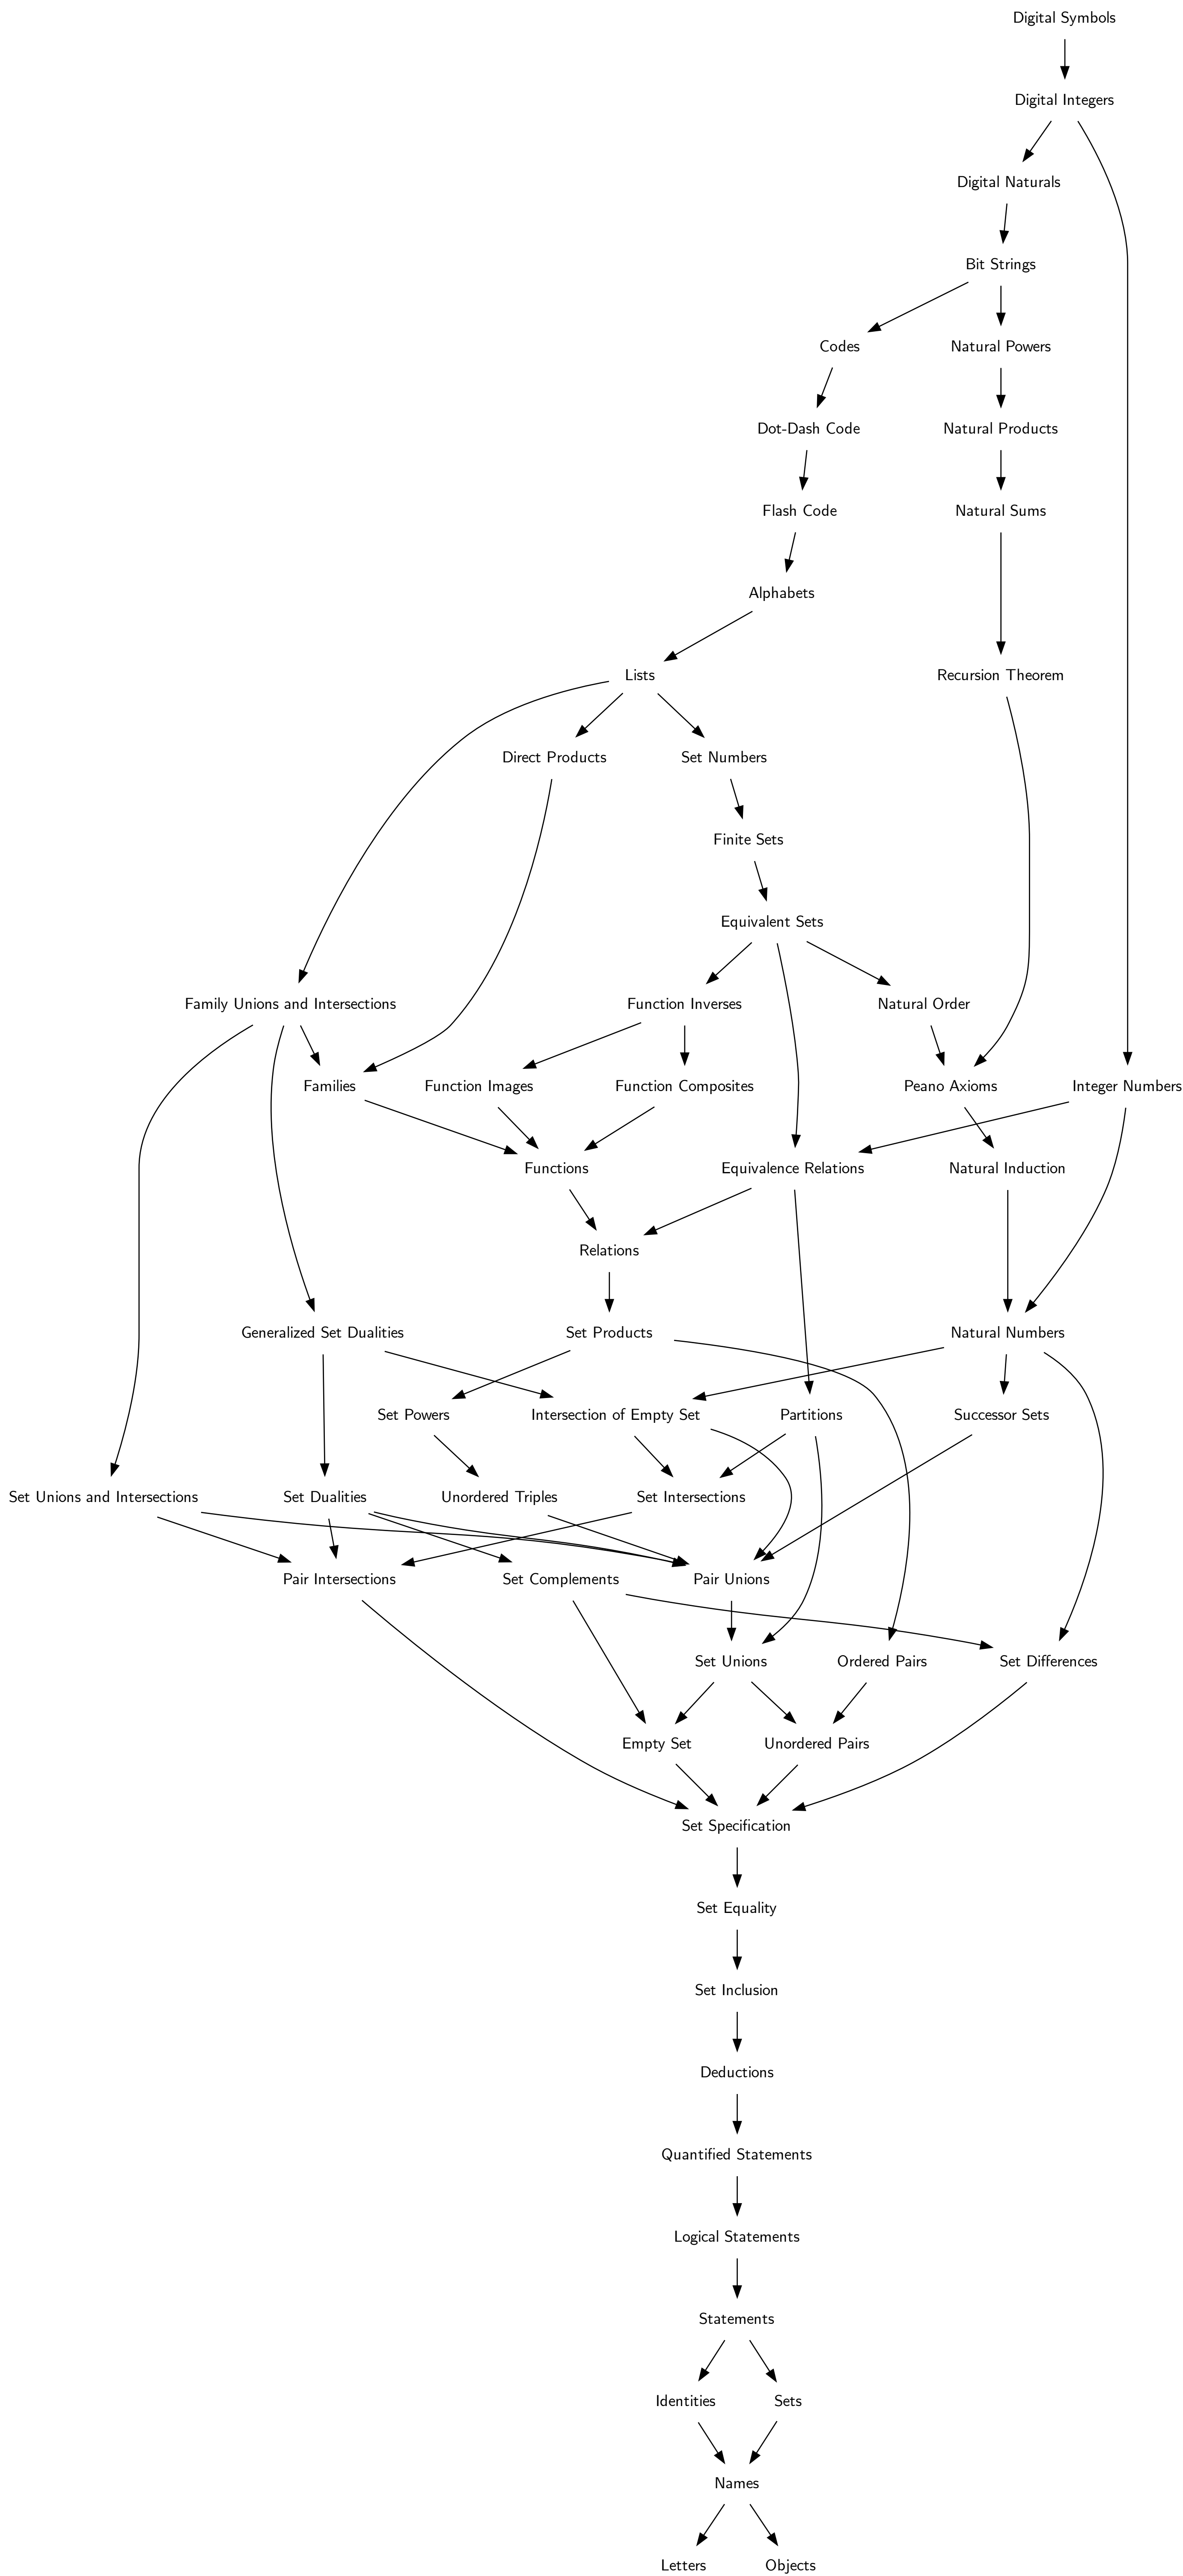 Digital Symbols
Digital Integers
Digital Naturals
Bit Strings
Codes
Natural Powers
Dot-Dash Code
Natural Products
Flash Code
Natural Sums
Alphabets
Lists
Recursion Theorem
Direct Products
Set Numbers
Finite Sets
Equivalent Sets
Family Unions and Intersections
Function Inverses
Natural Order
Families
Function Images
Function Composites
Peano Axioms
Integer Numbers
Functions
Equivalence Relations
Natural Induction
Relations
Generalized Set Dualities
Set Products
Natural Numbers
Set Powers
Intersection of Empty Set
Partitions
Successor Sets
Set Unions and Intersections
Set Dualities
Unordered Triples
Set Intersections
Pair Intersections
Set Complements
Pair Unions
Set Unions
Ordered Pairs
Set Differences
Empty Set
Unordered Pairs
Set Specification
Set Equality
Set Inclusion
Deductions
Quantified Statements
Logical Statements
Statements
Identities
Sets
Names
Letters
Objects